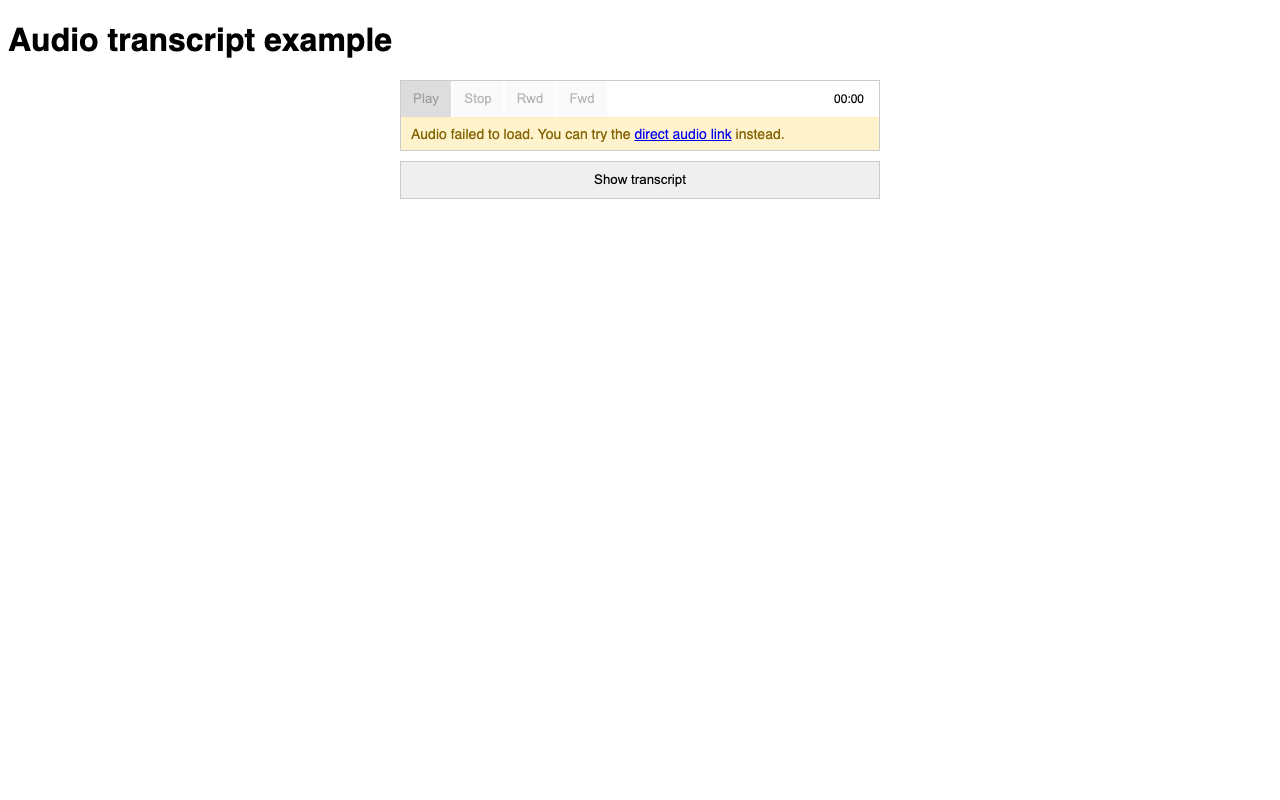 Audio transcript example
Play Stop Rwd Fwd 00:00
Audio failed to load. You can try the direct audio link instead.
Show transcript